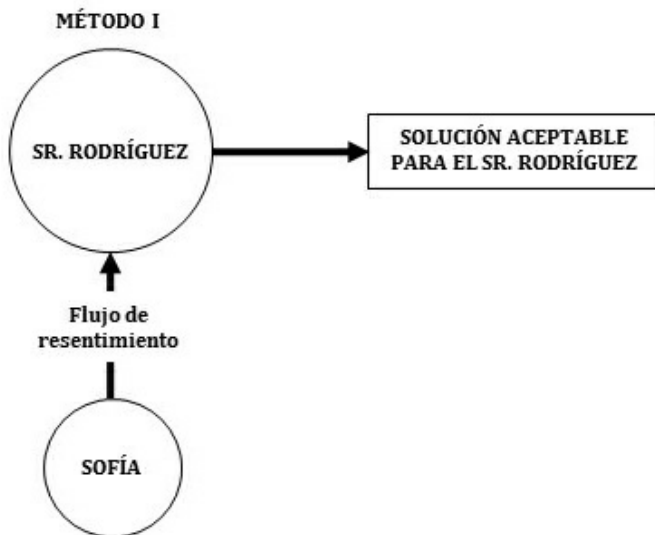 MÉTODO I
SR. RODRÍGUEZ
SOLUCIÓN ACEPTABLE
PARA EL SR. RODRÍGUEZ
Flujo de
resentimiento
SOFÍA